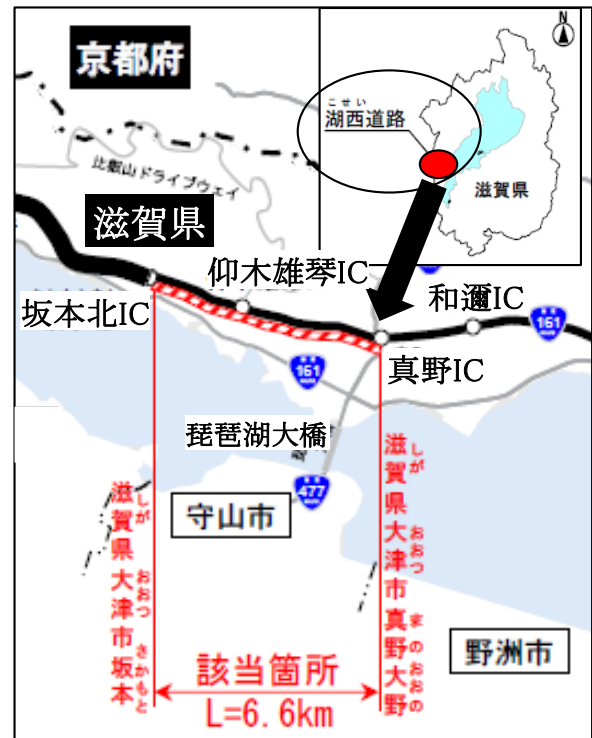 京都府
N
こせい
湖西道路
滋賀県
比叡山ドライブウェイ
滋賀県
仰木雄琴IC
和邇IC
坂本北IC
161
真野IC
161
琵琶湖大橋
477
守山市
野洲市
しが おおつ さかもと
滋賀県大津市坂本
しが おおつ まの おおの
滋賀県大津市真野大野
該当箇所
L=6.6km